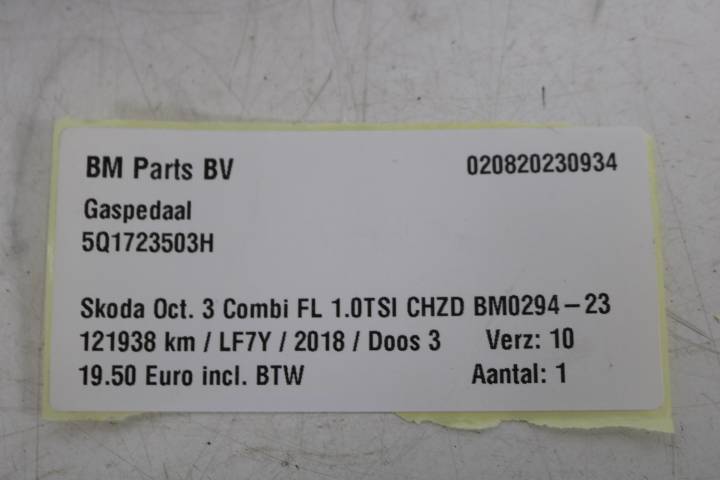 BM Parts BV 020820230934
Gaspedaal
5Q1723503H
Skoda Oct. 3 Combi FL 1.0TSI CHZD BM0294-23
121938 km / LF7Y / 2018 / Doos 3 Verz: 10
19.50 Euro incl. BTW Aantal: 1